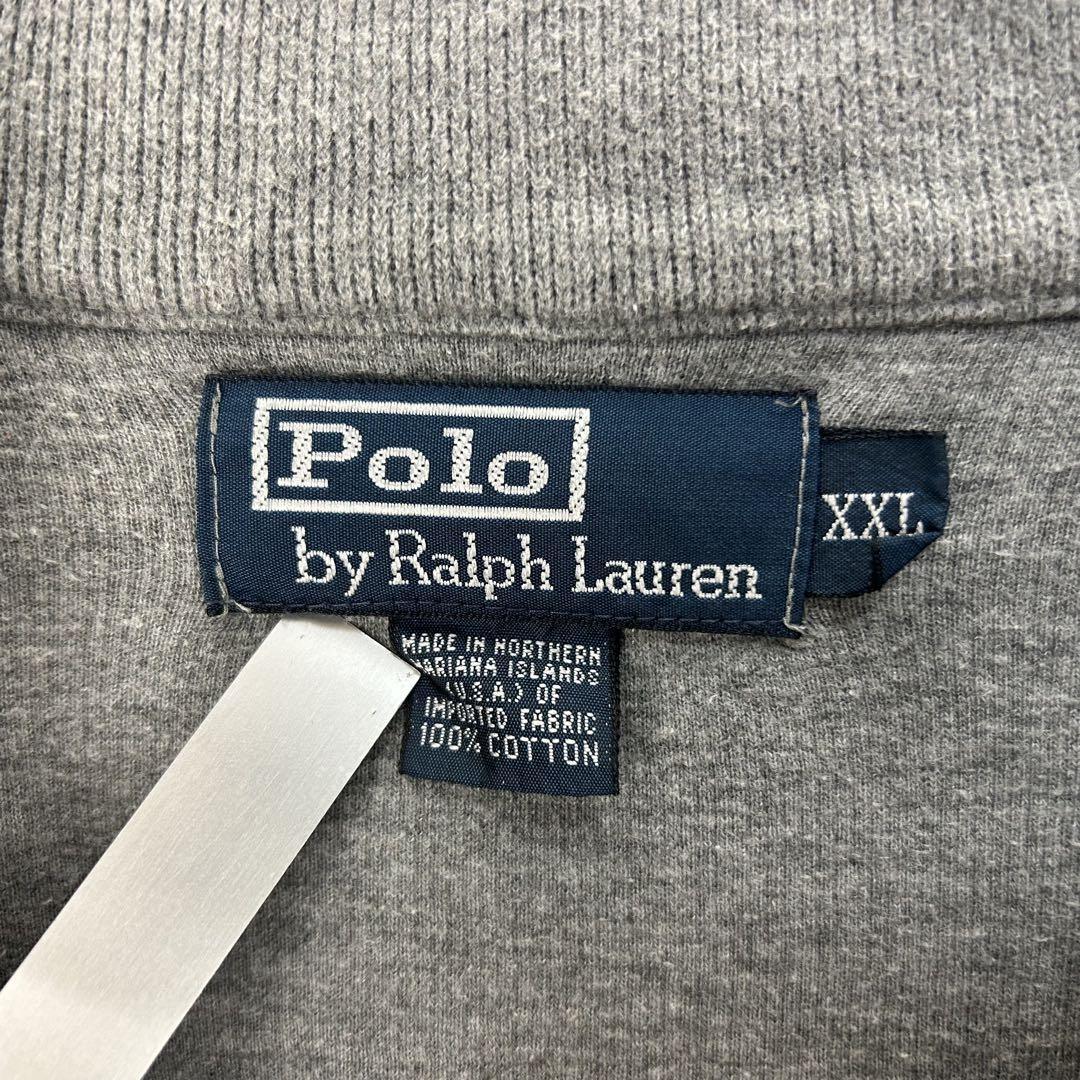 Polo
by Ralph Lauren
XXL
MADE IN NORTHERN
MARIANA ISLANDS
(U.S.A.) OF
IMPORTED FABRIC
100% COTTON